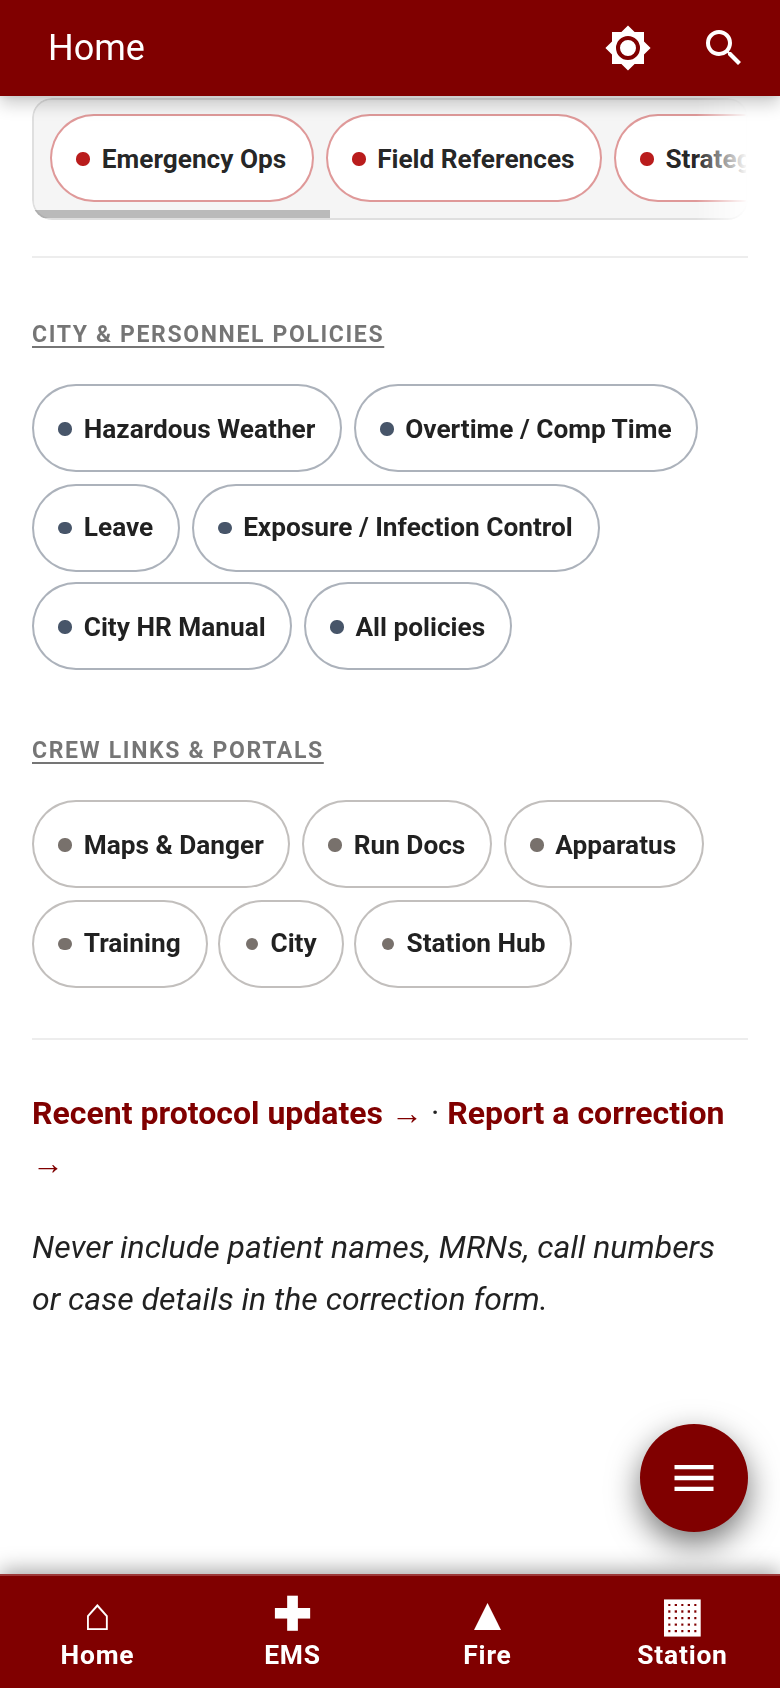 Home
Emergency Ops Field References
CITY & PERSONNEL POLICIES
Hazardous Weather Overtime / Comp Time
Leave Exposure / Infection Control
City HR Manual All policies
CREW LINKS & PORTALS
Maps & Danger Run Docs Apparatus
Training City Station Hub
Recent protocol updates → · Report a correction
→
Never include patient names, MRNs, call numbers
or case details in the correction form.
Home EMS Fire Station